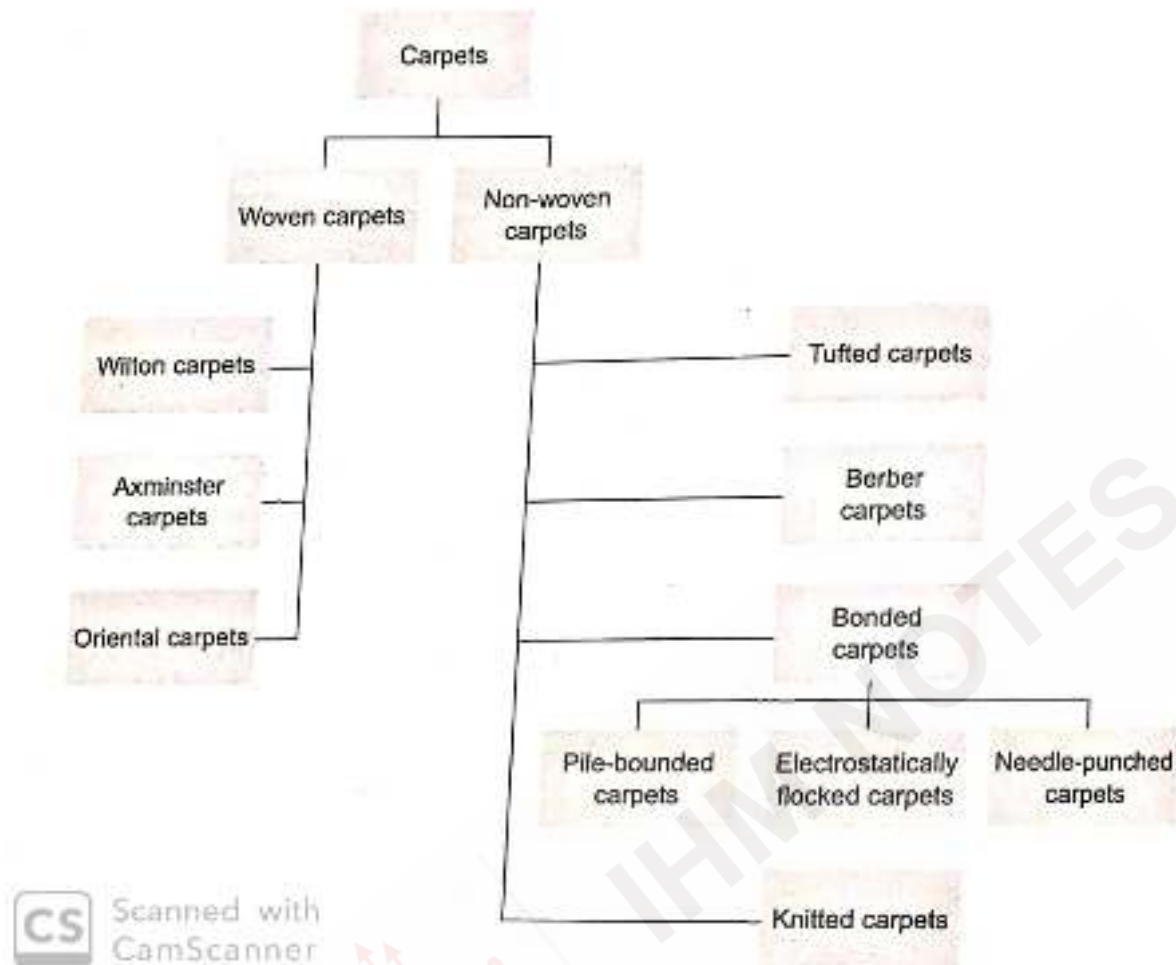 Carpets
Woven carpets
Non-woven
carpets
Wilton carpets
Tufted carpets
Axminster
carpets
Berber
carpets
Oriental carpets
Bonded
carpets
Pile-bounded
carpets
Electrostatically
flocked carpets
Needle-punched
carpets
Knitted carpets
IHM NOTES
CS
Scanned with
CamScanner